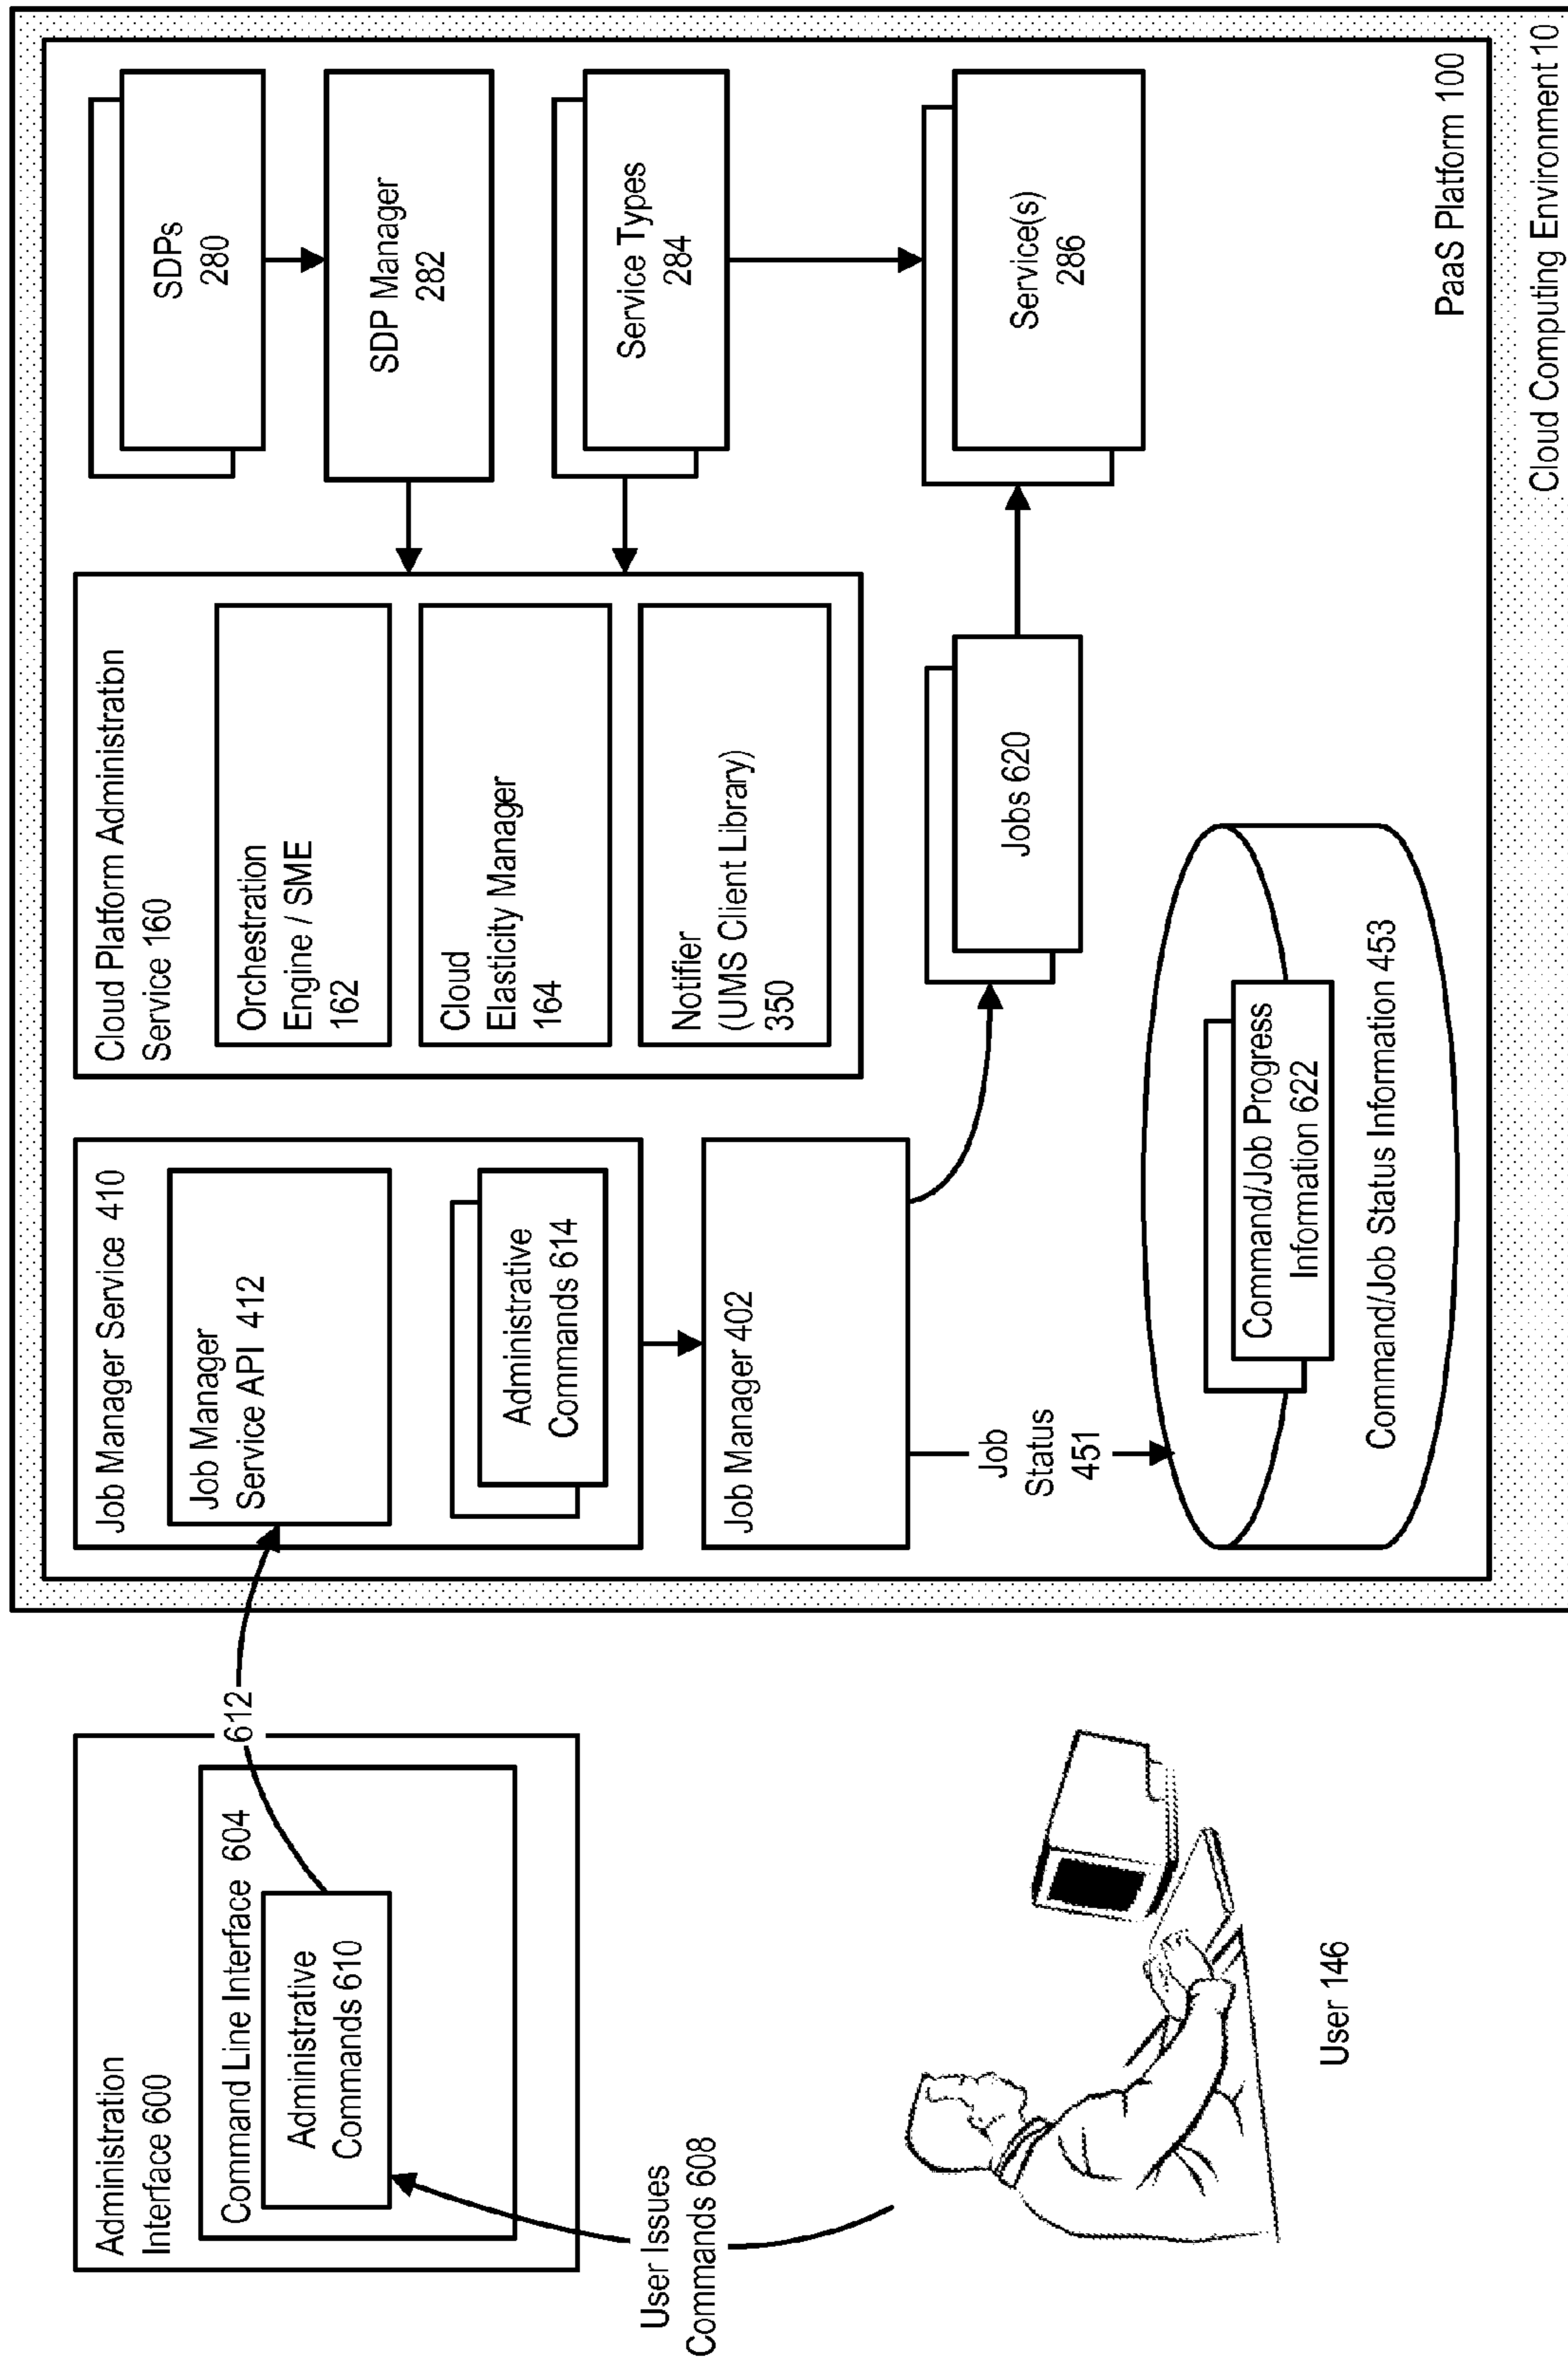 Administration
Interface 600
Command Line Interface 604
Administrative
Commands 610
612
User Issues
Commands 608
User 146
Job Manager Service 410
Job Manager
Service API 412
Administrative
Commands 614
Job Manager 402
Job
Status
451
Command/Job Progress
Information 622
Command/Job Status Information 453
Cloud Platform Administration
Service 160
Orchestration
Engine / SME
162
Cloud
Elasticity Manager
164
Notifier
(UMS Client Library)
350
Jobs 620
SDPs
280
SDP Manager
282
Service Types
284
Service(s)
286
PaaS Platform 100
Cloud Computing Environment 10